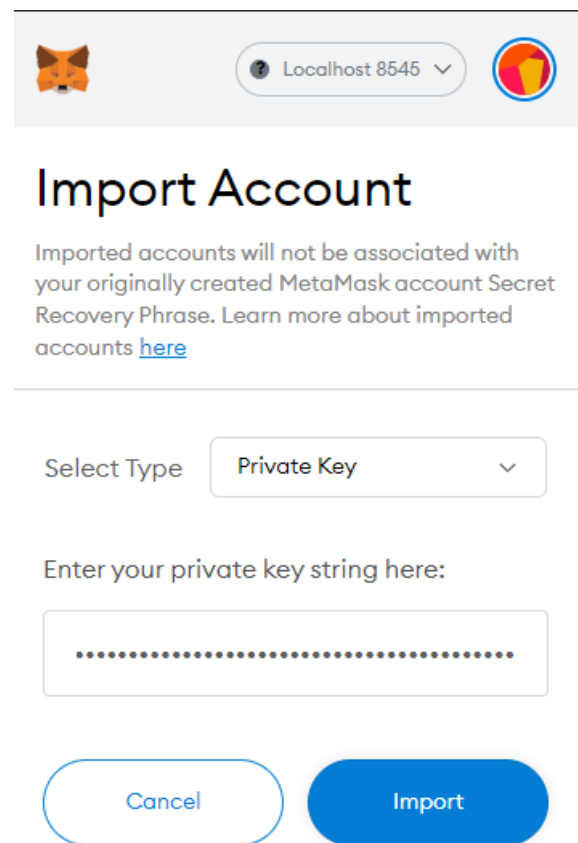 Localhost 8545
Import Account
Imported accounts will not be associated with
your originally created MetaMask account Secret
Recovery Phrase. Learn more about imported
accounts here
Select Type Private Key
Enter your private key string here:
Cancel Import